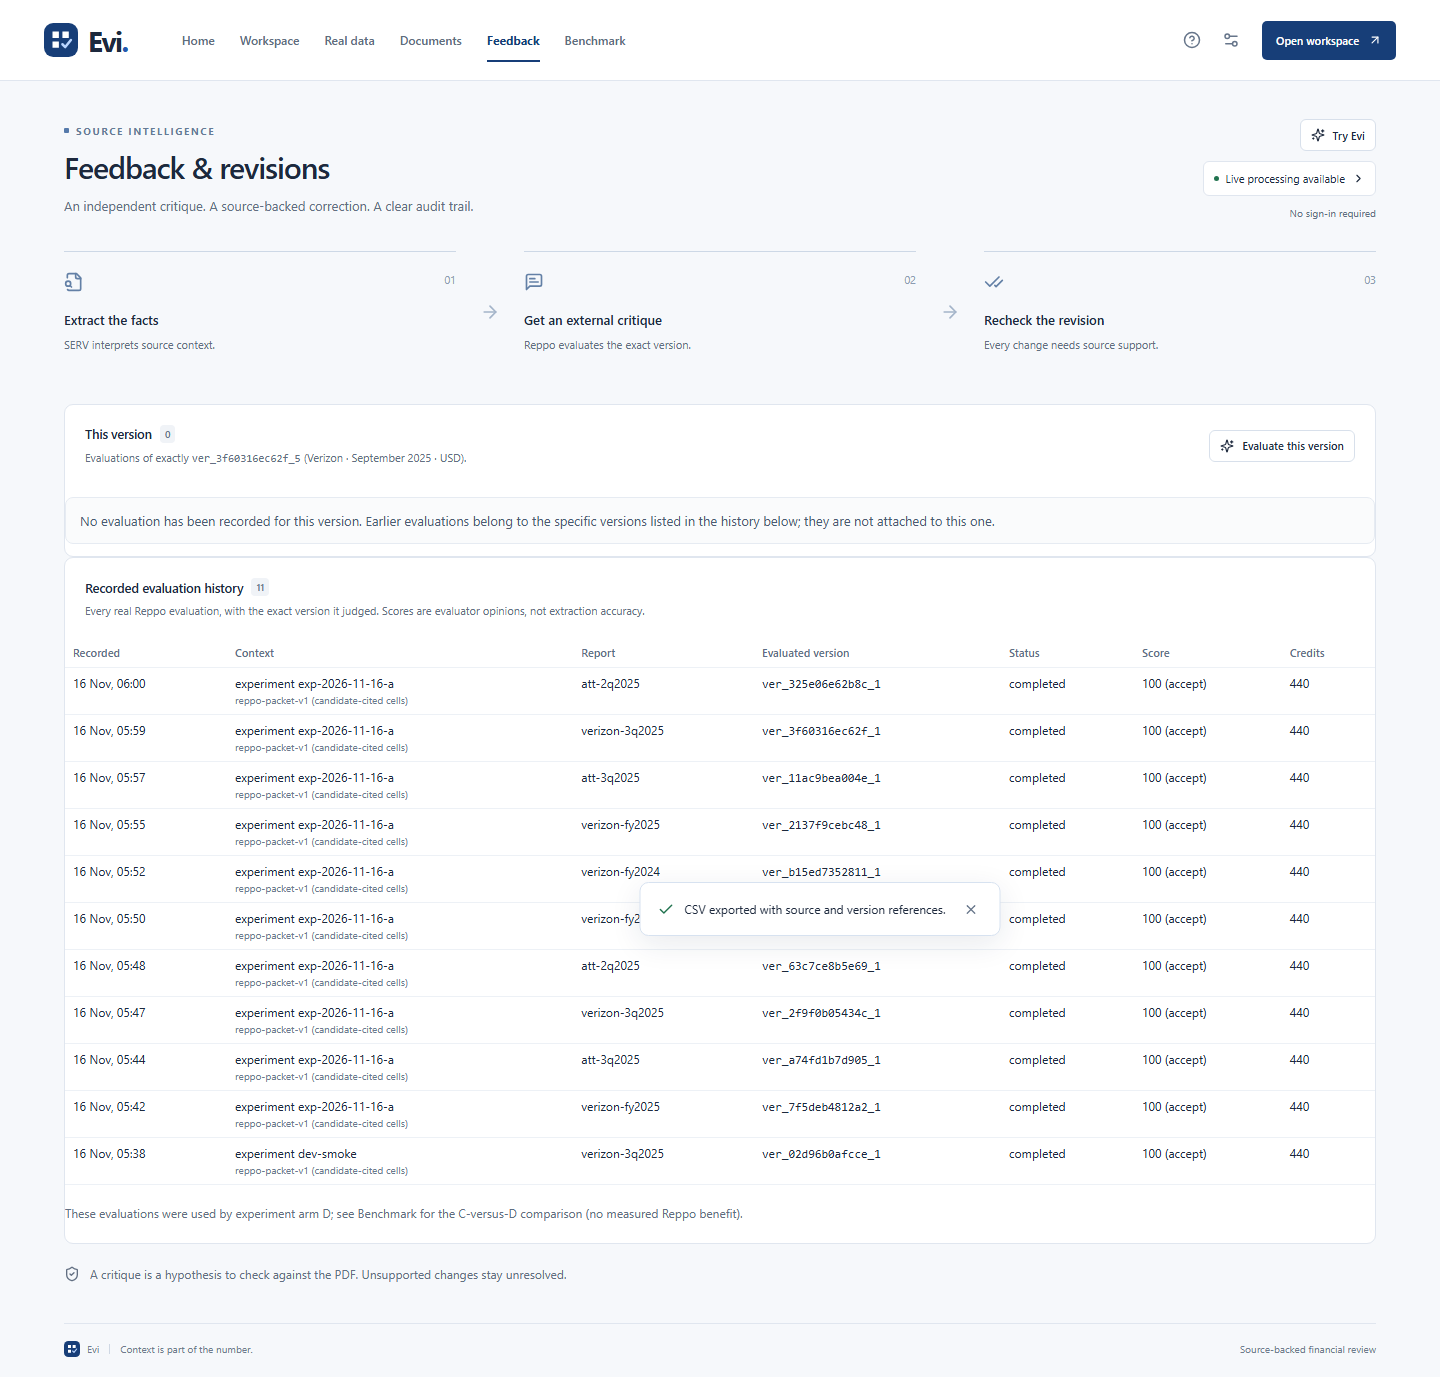 Evi.
Home
Workspace
Real data
Documents
Feedback
Benchmark
Open workspace
SOURCE INTELLIGENCE
Feedback & revisions
An independent critique. A source-backed correction. A clear audit trail.
Try Evi
Live processing available
No sign-in required
01
Extract the facts
SERV interprets source context.
02
Get an external critique
Reppo evaluates the exact version.
03
Recheck the revision
Every change needs source support.
This version 0
Evaluations of exactly ver_3f60316ec62f_5 (Verizon · September 2025 · USD).
Evaluate this version
No evaluation has been recorded for this version. Earlier evaluations belong to the specific versions listed in the history below; they are not attached to this one.
Recorded evaluation history 11
Every real Reppo evaluation, with the exact version it judged. Scores are evaluator opinions, not extraction accuracy.
Recorded Context Report Evaluated version Status Score Credits
16 Nov, 06:00 experiment exp-2026-11-16-a att-2q2025 ver_325e06e62b8c_1 completed 100 (accept) 440
reppo-packet-v1 (candidate-cited cells)
16 Nov, 05:59 experiment exp-2026-11-16-a verizon-3q2025 ver_3f60316ec62f_1 completed 100 (accept) 440
reppo-packet-v1 (candidate-cited cells)
16 Nov, 05:57 experiment exp-2026-11-16-a att-3q2025 ver_11ac9bea004e_1 completed 100 (accept) 440
reppo-packet-v1 (candidate-cited cells)
16 Nov, 05:55 experiment exp-2026-11-16-a verizon-fy2025 ver_2137f9cebc48_1 completed 100 (accept) 440
reppo-packet-v1 (candidate-cited cells)
16 Nov, 05:52 experiment exp-2026-11-16-a verizon-fy2024 ver_b15ed7352811_1 completed 100 (accept) 440
reppo-packet-v1 (candidate-cited cells)
16 Nov, 05:50 experiment exp-2026-11-16-a verizon-fy2 completed 100 (accept) 440
reppo-packet-v1 (candidate-cited cells)
CSV exported with source and version references.
16 Nov, 05:48 experiment exp-2026-11-16-a att-2q2025 ver_63c7ce8b5e69_1 completed 100 (accept) 440
reppo-packet-v1 (candidate-cited cells)
16 Nov, 05:47 experiment exp-2026-11-16-a verizon-3q2025 ver_2f9f0b05434c_1 completed 100 (accept) 440
reppo-packet-v1 (candidate-cited cells)
16 Nov, 05:44 experiment exp-2026-11-16-a att-3q2025 ver_a74fd1b7d905_1 completed 100 (accept) 440
reppo-packet-v1 (candidate-cited cells)
16 Nov, 05:42 experiment exp-2026-11-16-a verizon-fy2025 ver_7f5deb4812a2_1 completed 100 (accept) 440
reppo-packet-v1 (candidate-cited cells)
16 Nov, 05:38 experiment dev-smoke verizon-3q2025 ver_02d96b0afcce_1 completed 100 (accept) 440
reppo-packet-v1 (candidate-cited cells)
These evaluations were used by experiment arm D; see Benchmark for the C-versus-D comparison (no measured Reppo benefit).
A critique is a hypothesis to check against the PDF. Unsupported changes stay unresolved.
Evi
Context is part of the number.
Source-backed financial review